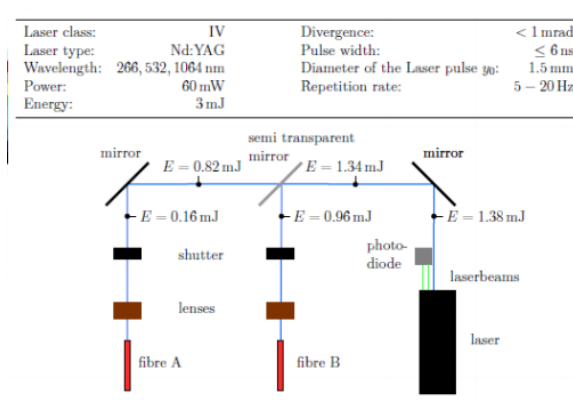 Laser class: IV Divergence: < 1 mrad
Laser type: Nd:YAG Pulse width: ≤ 6 ns
Wavelength: 266, 532, 1064 nm Diameter of the Laser pulse y₀: 1.5 mm
Power: 60 mW Repetition rate: 5 − 20 Hz
Energy: 3 mJ
semi transparent
mirror mirror mirror
E = 0.82 mJ E = 1.34 mJ
E = 0.16 mJ E = 0.96 mJ E = 1.38 mJ
shutter photo-
diode
laserbeams
lenses
laser
fibre A fibre B